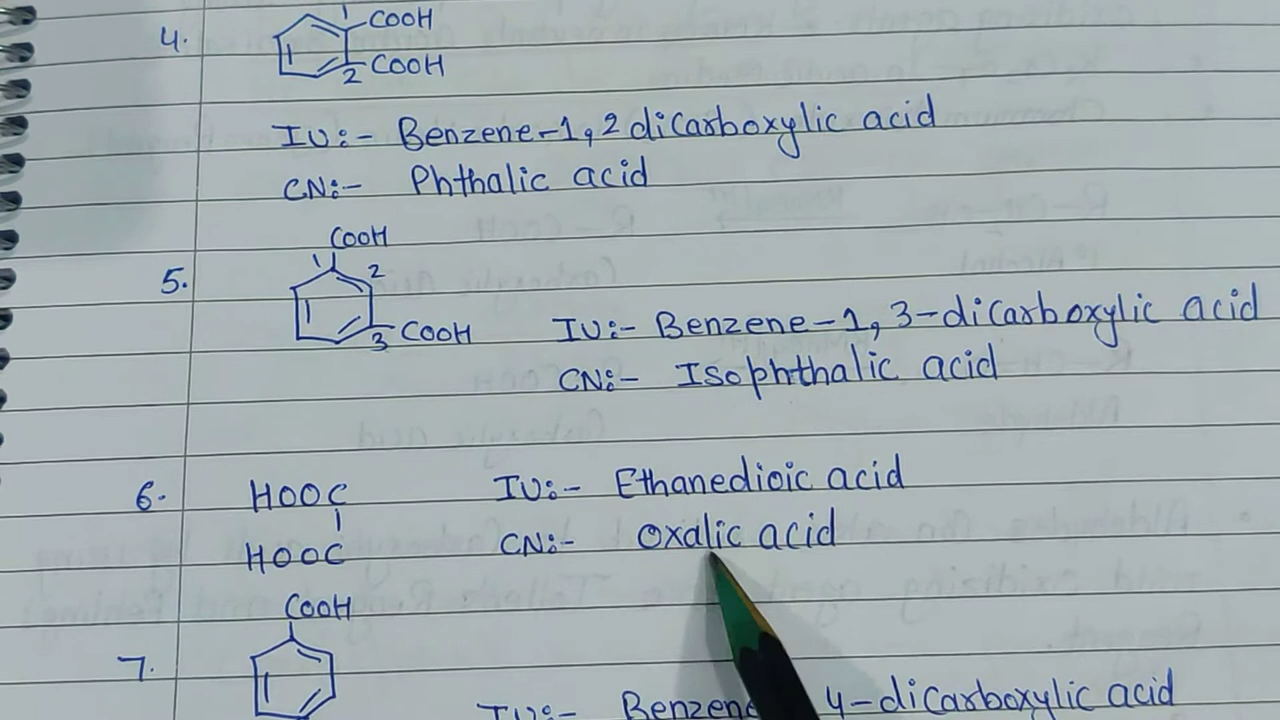 4. 1 COOH
2 COOH
IU:- Benzene-1,2 dicarboxylic acid
CN:- Phthalic acid
COOH
5. 1 2
3 COOH IU:- Benzene-1,3-dicarboxylic acid
CN:- Isophthalic acid
6. HOOC IU:- Ethanedioic acid
HOOC CN:- Oxalic acid
COOH
7.
IU:- Benzene 4-dicarboxylic acid